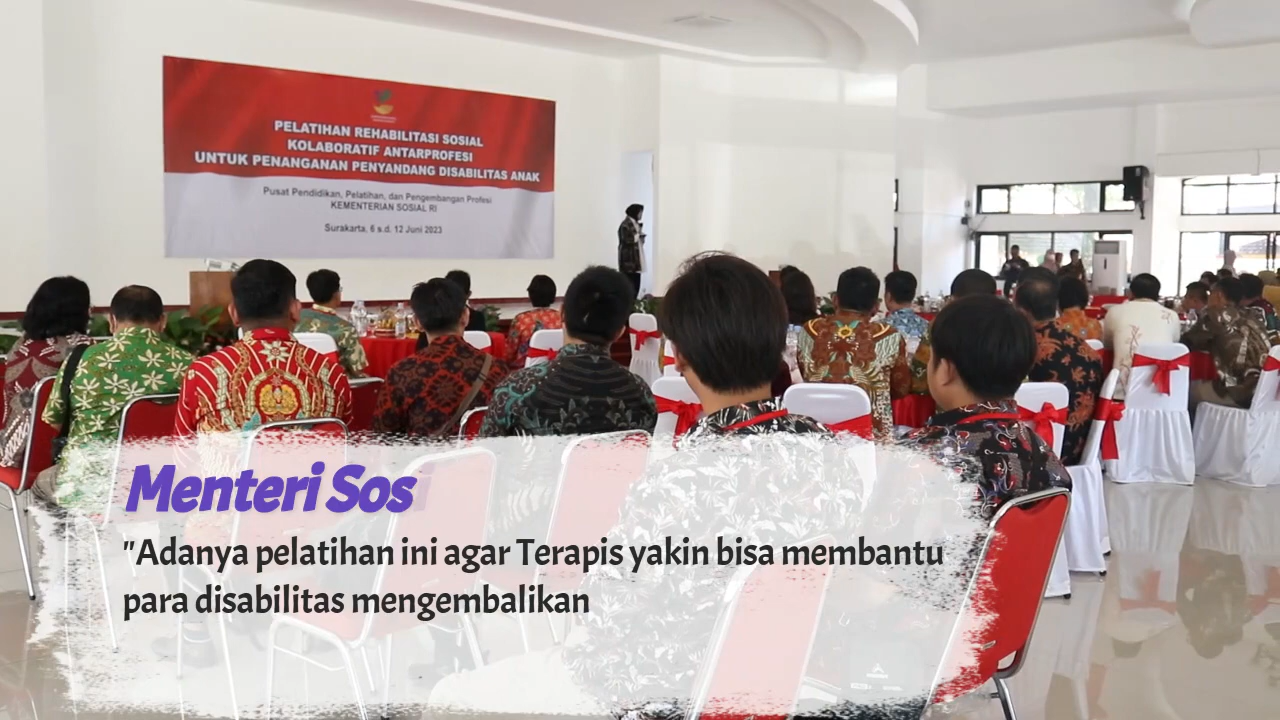 PELATIHAN REHABILITASI SOSIAL
KOLABORATIF ANTARPROFESI
UNTUK PENANGANAN PENYANDANG DISABILITAS ANAK
Pusat Pendidikan, Pelatihan, dan Pengembangan Profesi
KEMENTERIAN SOSIAL RI
Surakarta, 6 s.d. 12 Juni 2023
Menteri Sosi
"Adanya pelatihan ini agar Terapis yakin bisa membantu
para disabilitas mengembalikan